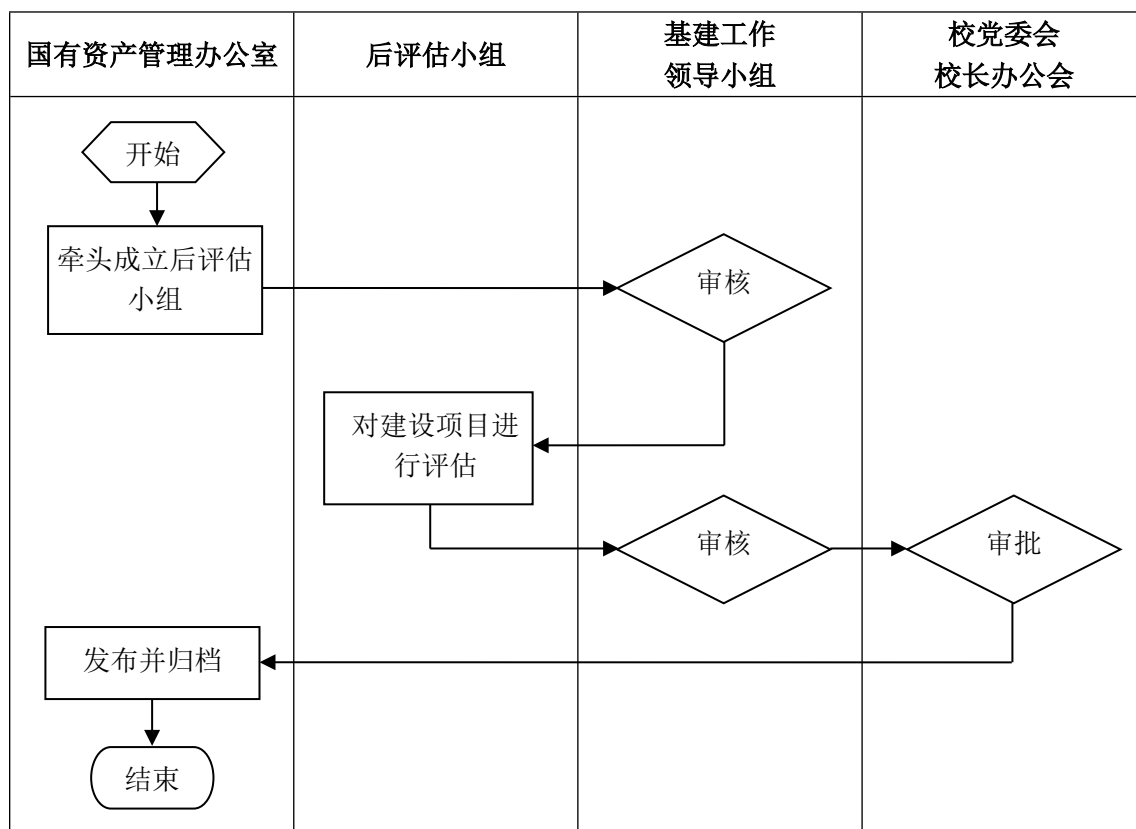 国有资产管理办公室
后评估小组
基建工作
领导小组
校党委会
校长办公会
开始
牵头成立后评估
小组
审核
对建设项目进
行评估
审核
审批
发布并归档
结束